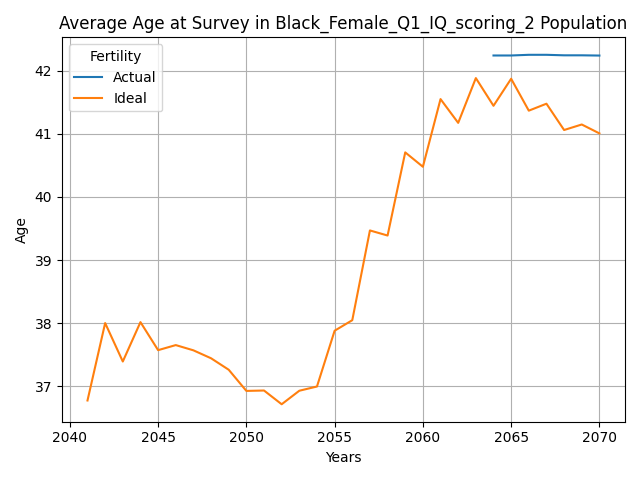 Average Age at Survey in Black_Female_Q1_IQ_scoring_2 Population
Fertility
Actual
Ideal
42
41
40
39
38
37
Age
2040 2045 2050 2055 2060 2065 2070
Years